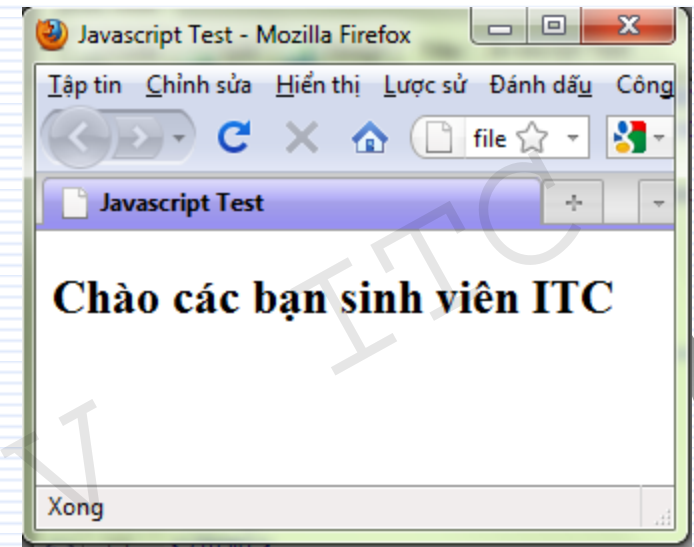 Javascript Test - Mozilla Firefox
Tập tin Chỉnh sửa Hiển thị Lược sử Đánh dấu Công
file
Javascript Test
Chào các bạn sinh viên ITC
V ITC
Xong